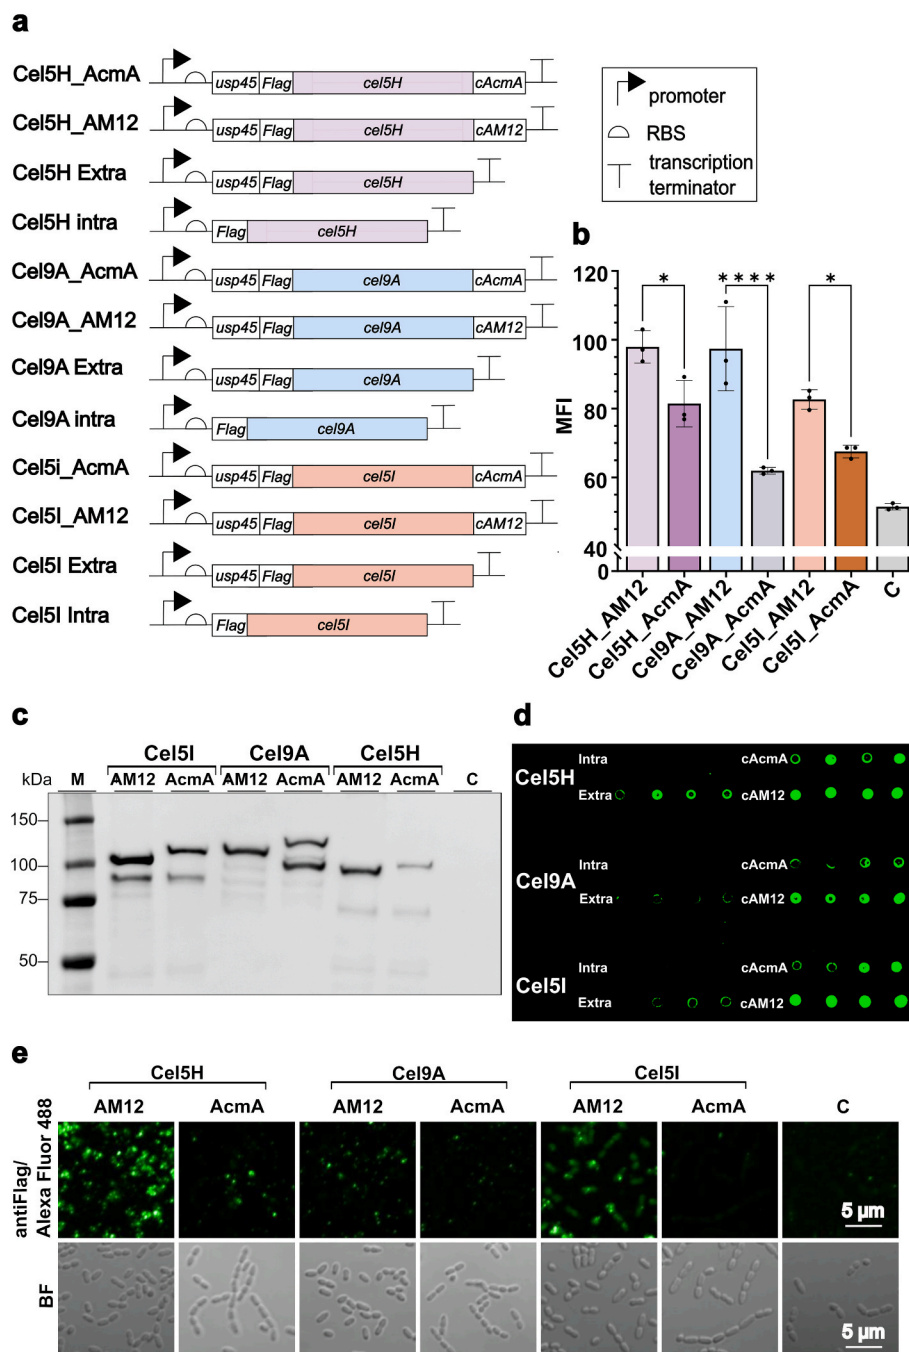 a
Cel5H_AcmA
usp45 Flag cel5H cAcmA
Cel5H_AM12
usp45 Flag cel5H cAM12
Cel5H Extra
usp45 Flag cel5H
Cel5H intra
Flag cel5H
Cel9A_AcmA
usp45 Flag cel9A cAcmA
Cel9A_AM12
usp45 Flag cel9A cAM12
Cel9A Extra
usp45 Flag cel9A
Cel9A intra
Flag cel9A
Cel5i_AcmA
usp45 Flag cel5I cAcmA
Cel5I_AM12
usp45 Flag cel5I cAM12
Cel5I Extra
usp45 Flag cel5I
Cel5I Intra
Flag cel5I
promoter
RBS
transcription
terminator
b
MFI
120
100
80
60
40
0
* **** *
Cel5H_AM12
Cel5H_AcmA
Cel9A_AM12
Cel9A_AcmA
Cel5I_AM12
Cel5I_AcmA
C
c
Cel5I Cel9A Cel5H
kDa M AM12 AcmA AM12 AcmA AM12 AcmA C
150
100
75
50
d
Cel5H
Intra cAcmA
Extra cAM12
Cel9A
Intra cAcmA
Extra cAM12
Cel5I
Intra cAcmA
Extra cAM12
e
Cel5H Cel9A Cel5I
AM12 AcmA AM12 AcmA AM12 AcmA C
antiFlag/
Alexa Fluor 488
5 µm
BF
5 µm